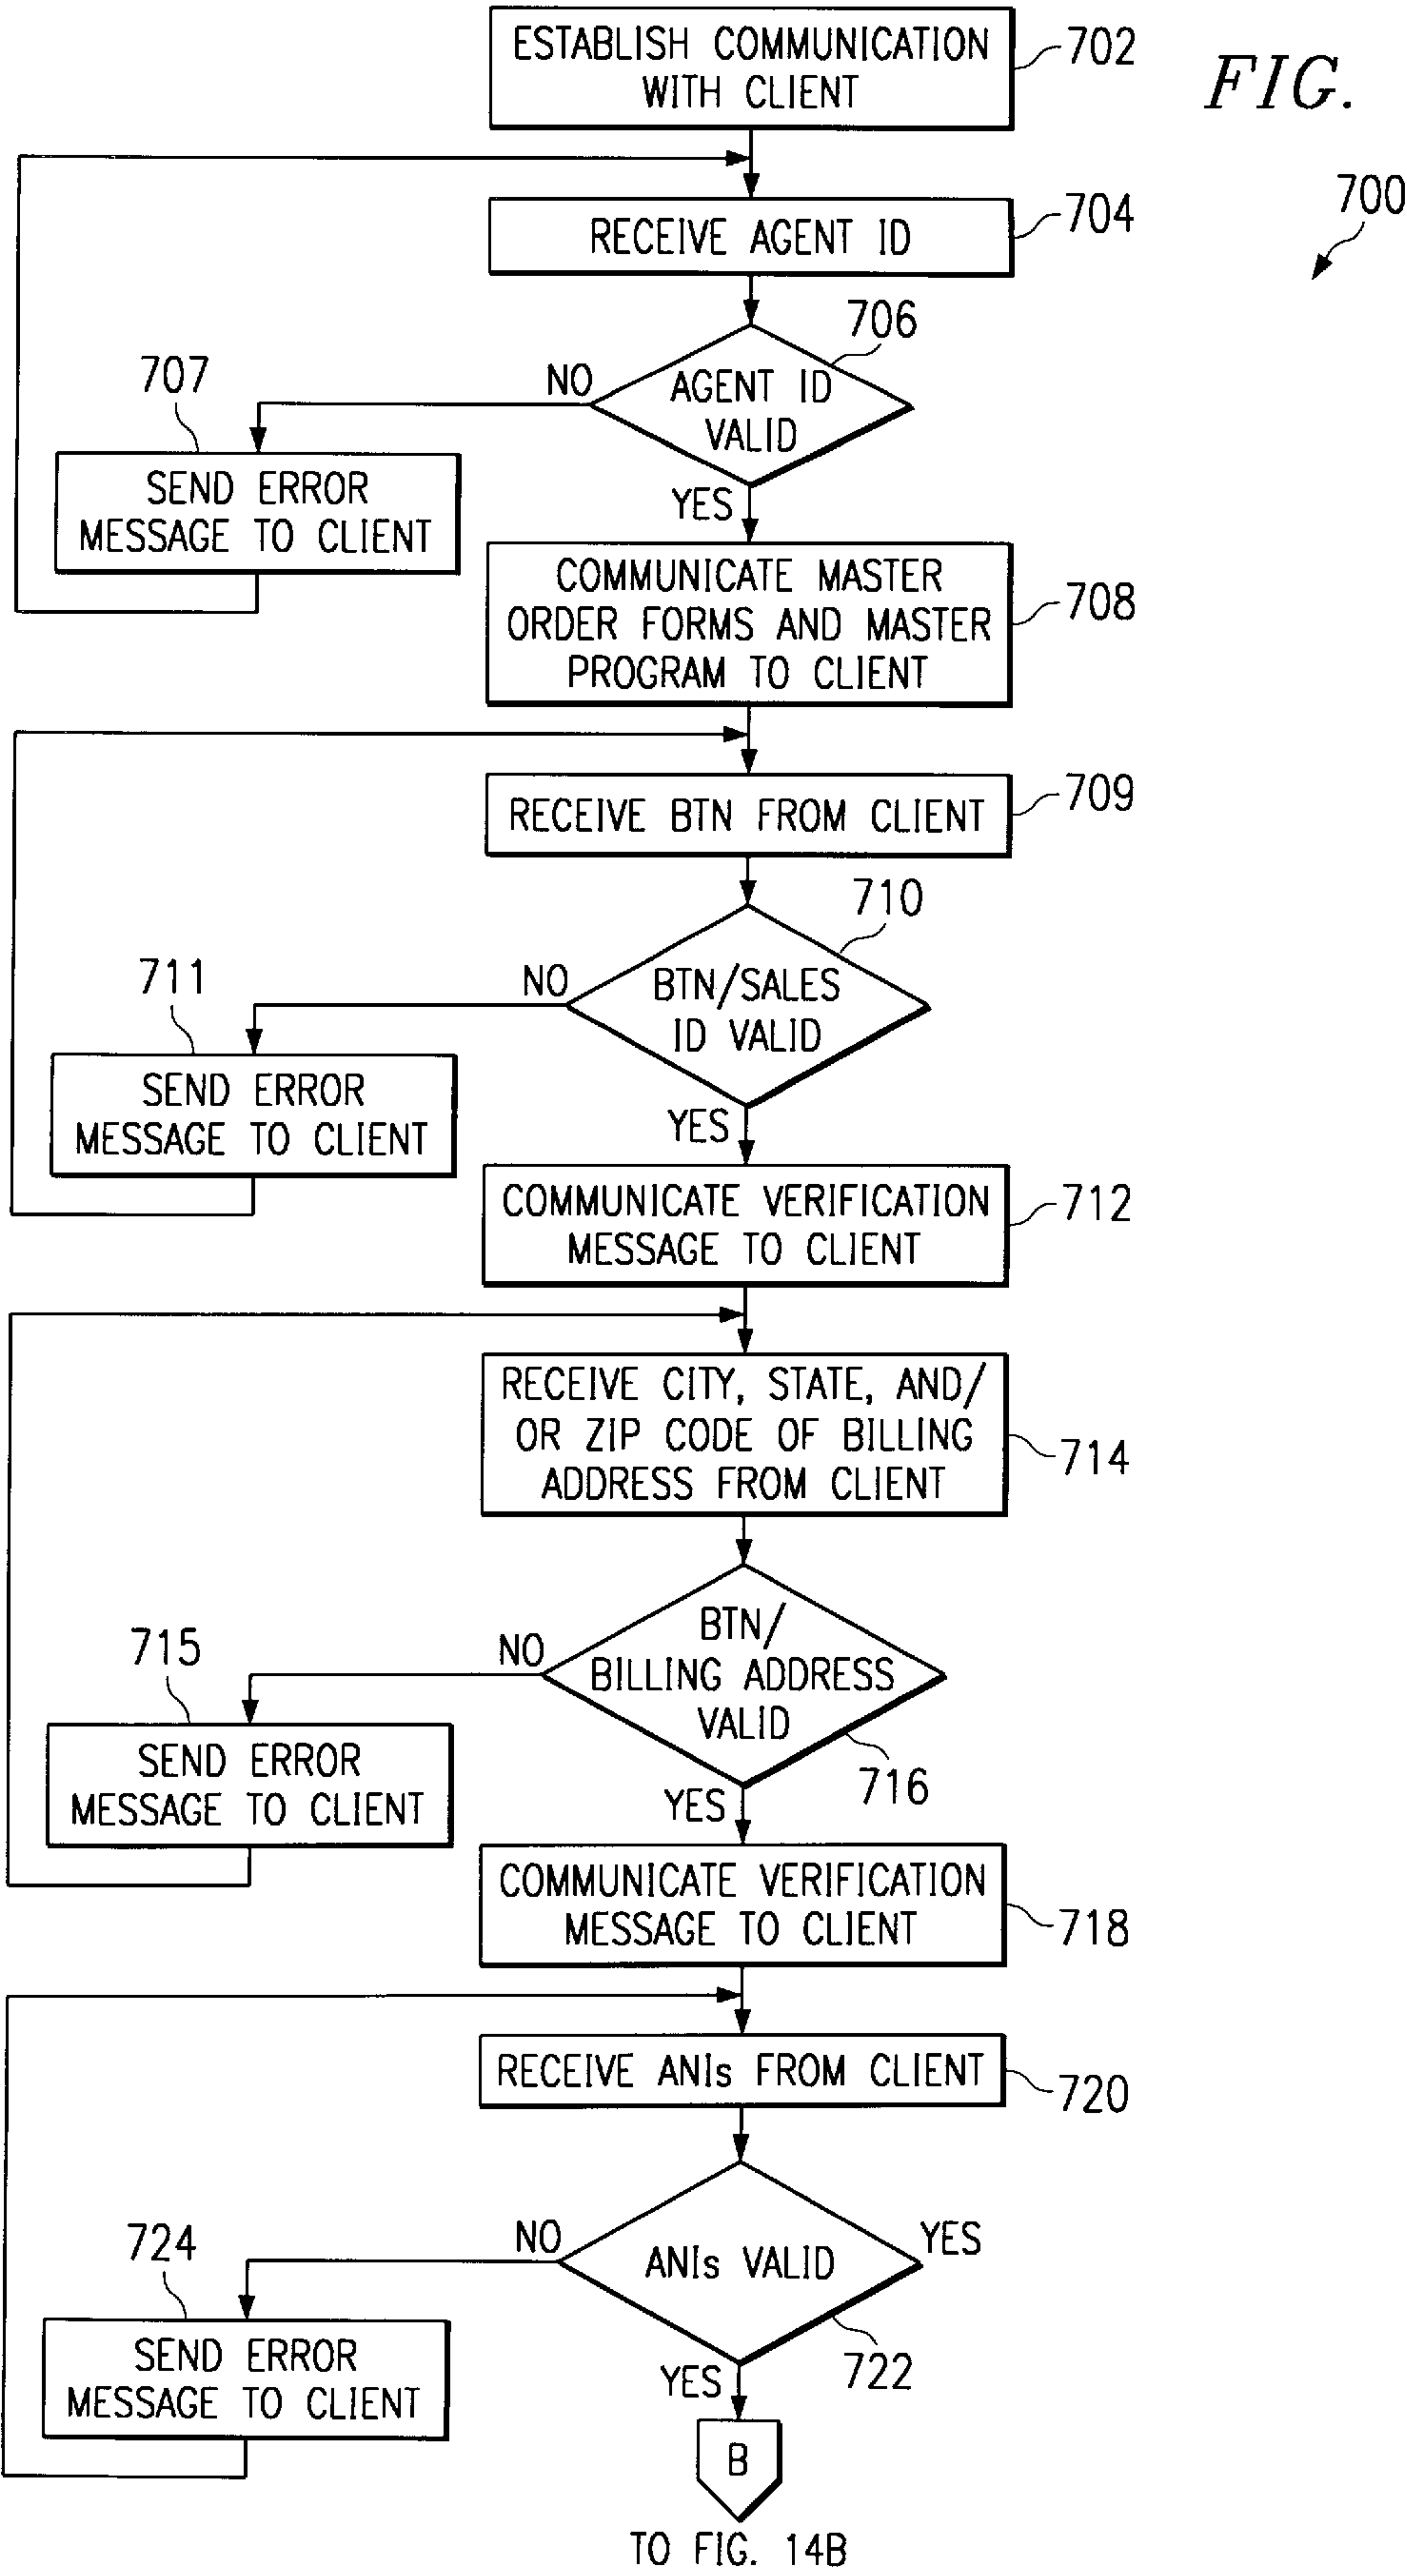 ESTABLISH COMMUNICATION
WITH CLIENT
702
FIG.
700
RECEIVE AGENT ID
704
706
AGENT ID
VALID
NO
707
SEND ERROR
MESSAGE TO CLIENT
YES
COMMUNICATE MASTER
ORDER FORMS AND MASTER
PROGRAM TO CLIENT
708
RECEIVE BTN FROM CLIENT
709
710
BTN/SALES
ID VALID
NO
711
SEND ERROR
MESSAGE TO CLIENT
YES
COMMUNICATE VERIFICATION
MESSAGE TO CLIENT
712
RECEIVE CITY, STATE, AND/
OR ZIP CODE OF BILLING
ADDRESS FROM CLIENT
714
BTN/
BILLING ADDRESS
VALID
NO
715
SEND ERROR
MESSAGE TO CLIENT
716
YES
COMMUNICATE VERIFICATION
MESSAGE TO CLIENT
718
RECEIVE ANIs FROM CLIENT
720
NO
ANIs VALID
YES
724
SEND ERROR
MESSAGE TO CLIENT
722
YES
B
TO FIG. 14B